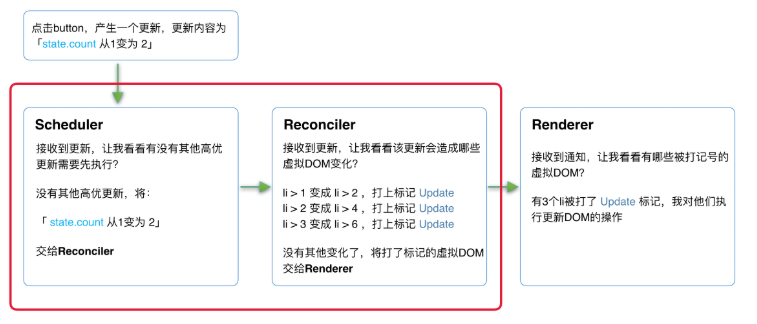 点击button，产生一个更新，更新内容为
「state.count 从1变为 2」
Scheduler
接收到更新，让我看看有没有其他高优
更新需要先执行?
没有其他高优更新，将：
「 state.count 从1变为 2」
交给Reconciler
Reconciler
接收到更新，让我看看该更新会造成哪些
虚拟DOM变化?
li > 1 变成 li > 2 ，打上标记 Update
li > 2 变成 li > 4 ，打上标记 Update
li > 3 变成 li > 6 ，打上标记 Update
没有其他变化了，将打了标记的虚拟DOM
交给Renderer
Renderer
接收到通知，让我看看有哪些被打记号的
虚拟DOM?
有3个li被打了 Update 标记，我对他们执
行更新DOM的操作